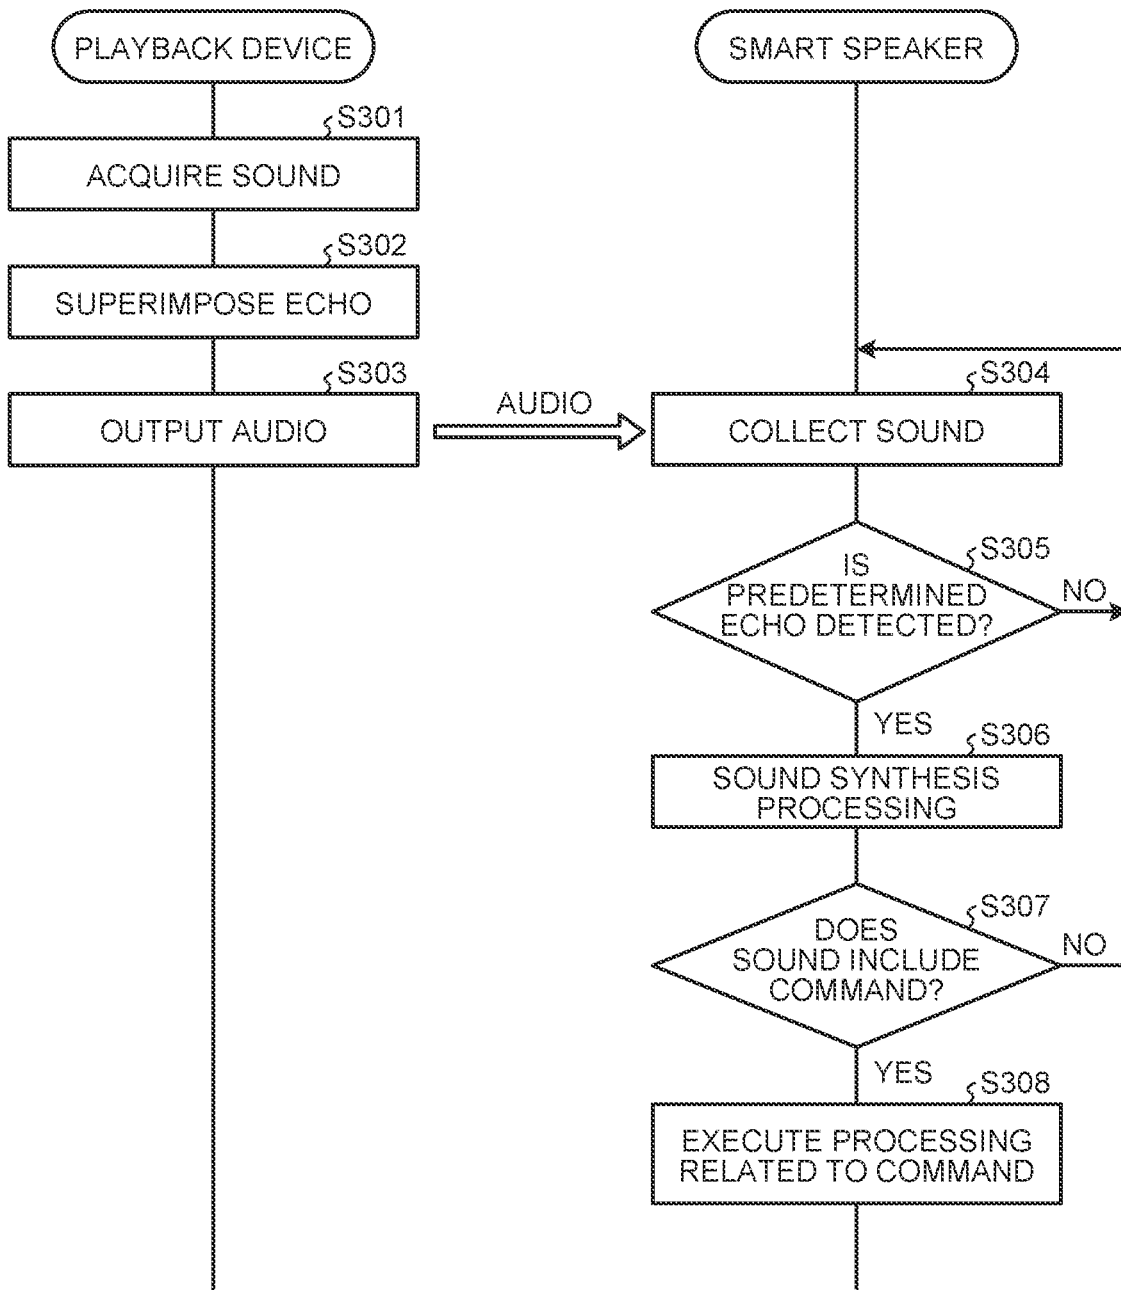 PLAYBACK DEVICE
SMART SPEAKER
S301
ACQUIRE SOUND
S302
SUPERIMPOSE ECHO
S303
OUTPUT AUDIO
AUDIO
S304
COLLECT SOUND
S305
IS
PREDETERMINED
ECHO DETECTED?
NO
YES
S306
SOUND SYNTHESIS
PROCESSING
S307
DOES
SOUND INCLUDE
COMMAND?
NO
YES
S308
EXECUTE PROCESSING
RELATED TO COMMAND